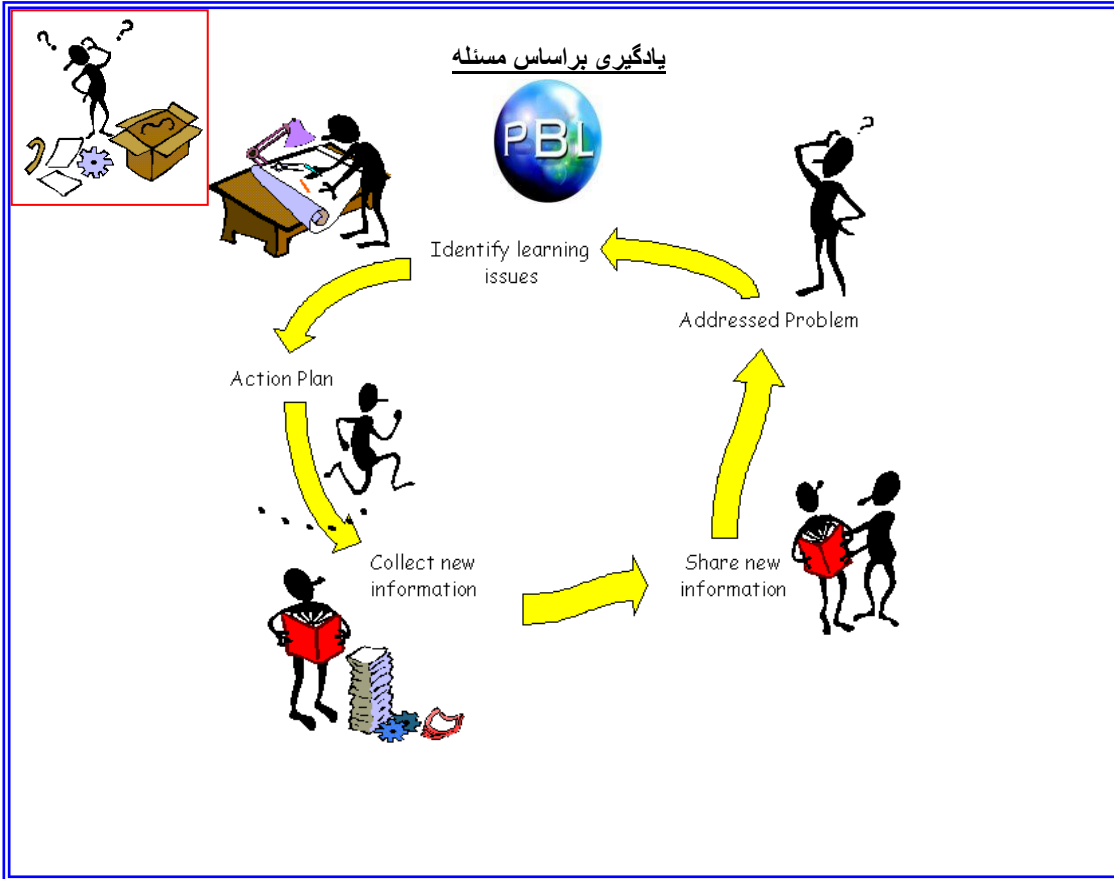 یادگیری براساس مسئله
PBL
Identify learning
issues
Addressed Problem
Action Plan
Collect new
information
Share new
information